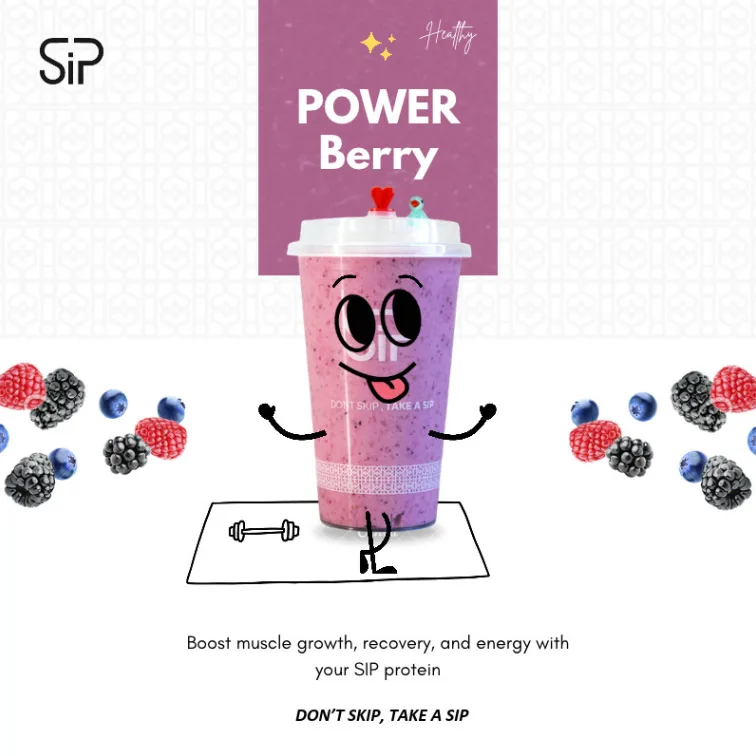 SiP
Healthy
POWER
Berry
SiP
DON'T SKIP, TAKE A SIP
Boost muscle growth, recovery, and energy with
your SIP protein
DON'T SKIP, TAKE A SIP